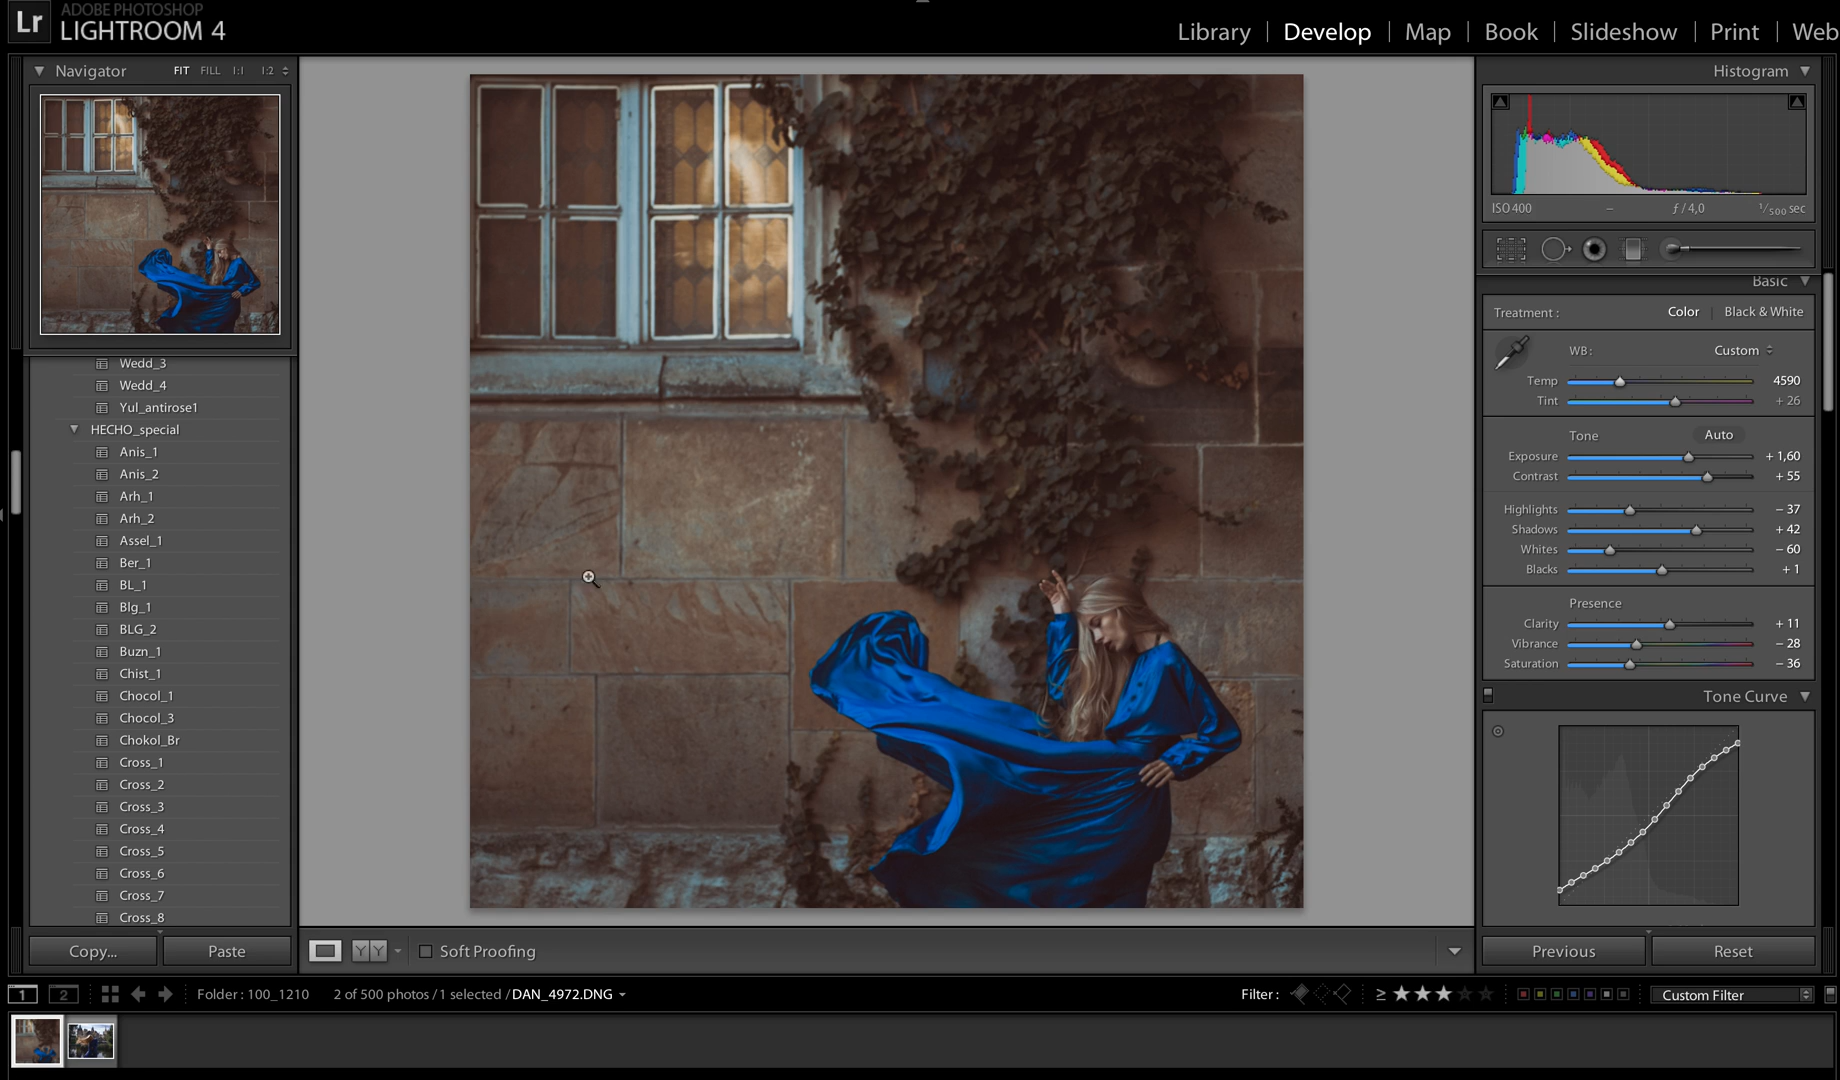 ADOBE PHOTOSHOP
Lr LIGHTROOM 4
Library | Develop | Map | Book | Slideshow | Print | Web
Navigator FIT FILL 1:1 1:2
Wedd_3
Wedd_4
Yul_antirose1
HECHO_special
Anis_1
Anis_2
Arh_1
Arh_2
Assel_1
Ber_1
BL_1
Blg_1
BLG_2
Buzn_1
Chist_1
Chocol_1
Chocol_3
Chokol_Br
Cross_1
Cross_2
Cross_3
Cross_4
Cross_5
Cross_6
Cross_7
Cross_8
Copy... Paste
YY Soft Proofing
Histogram
ISO 400 – ƒ / 4,0 1/500 sec
Basic
Treatment : Color | Black & White
WB : Custom
Temp 4590
Tint + 26
Tone Auto
Exposure + 1,60
Contrast + 55
Highlights – 37
Shadows + 42
Whites – 60
Blacks + 1
Presence
Clarity + 11
Vibrance – 28
Saturation – 36
Tone Curve
Previous Reset
1 2 Folder : 100_1210 2 of 500 photos / 1 selected / DAN_4972.DNG Filter : ≥ ★★★★★ Custom Filter